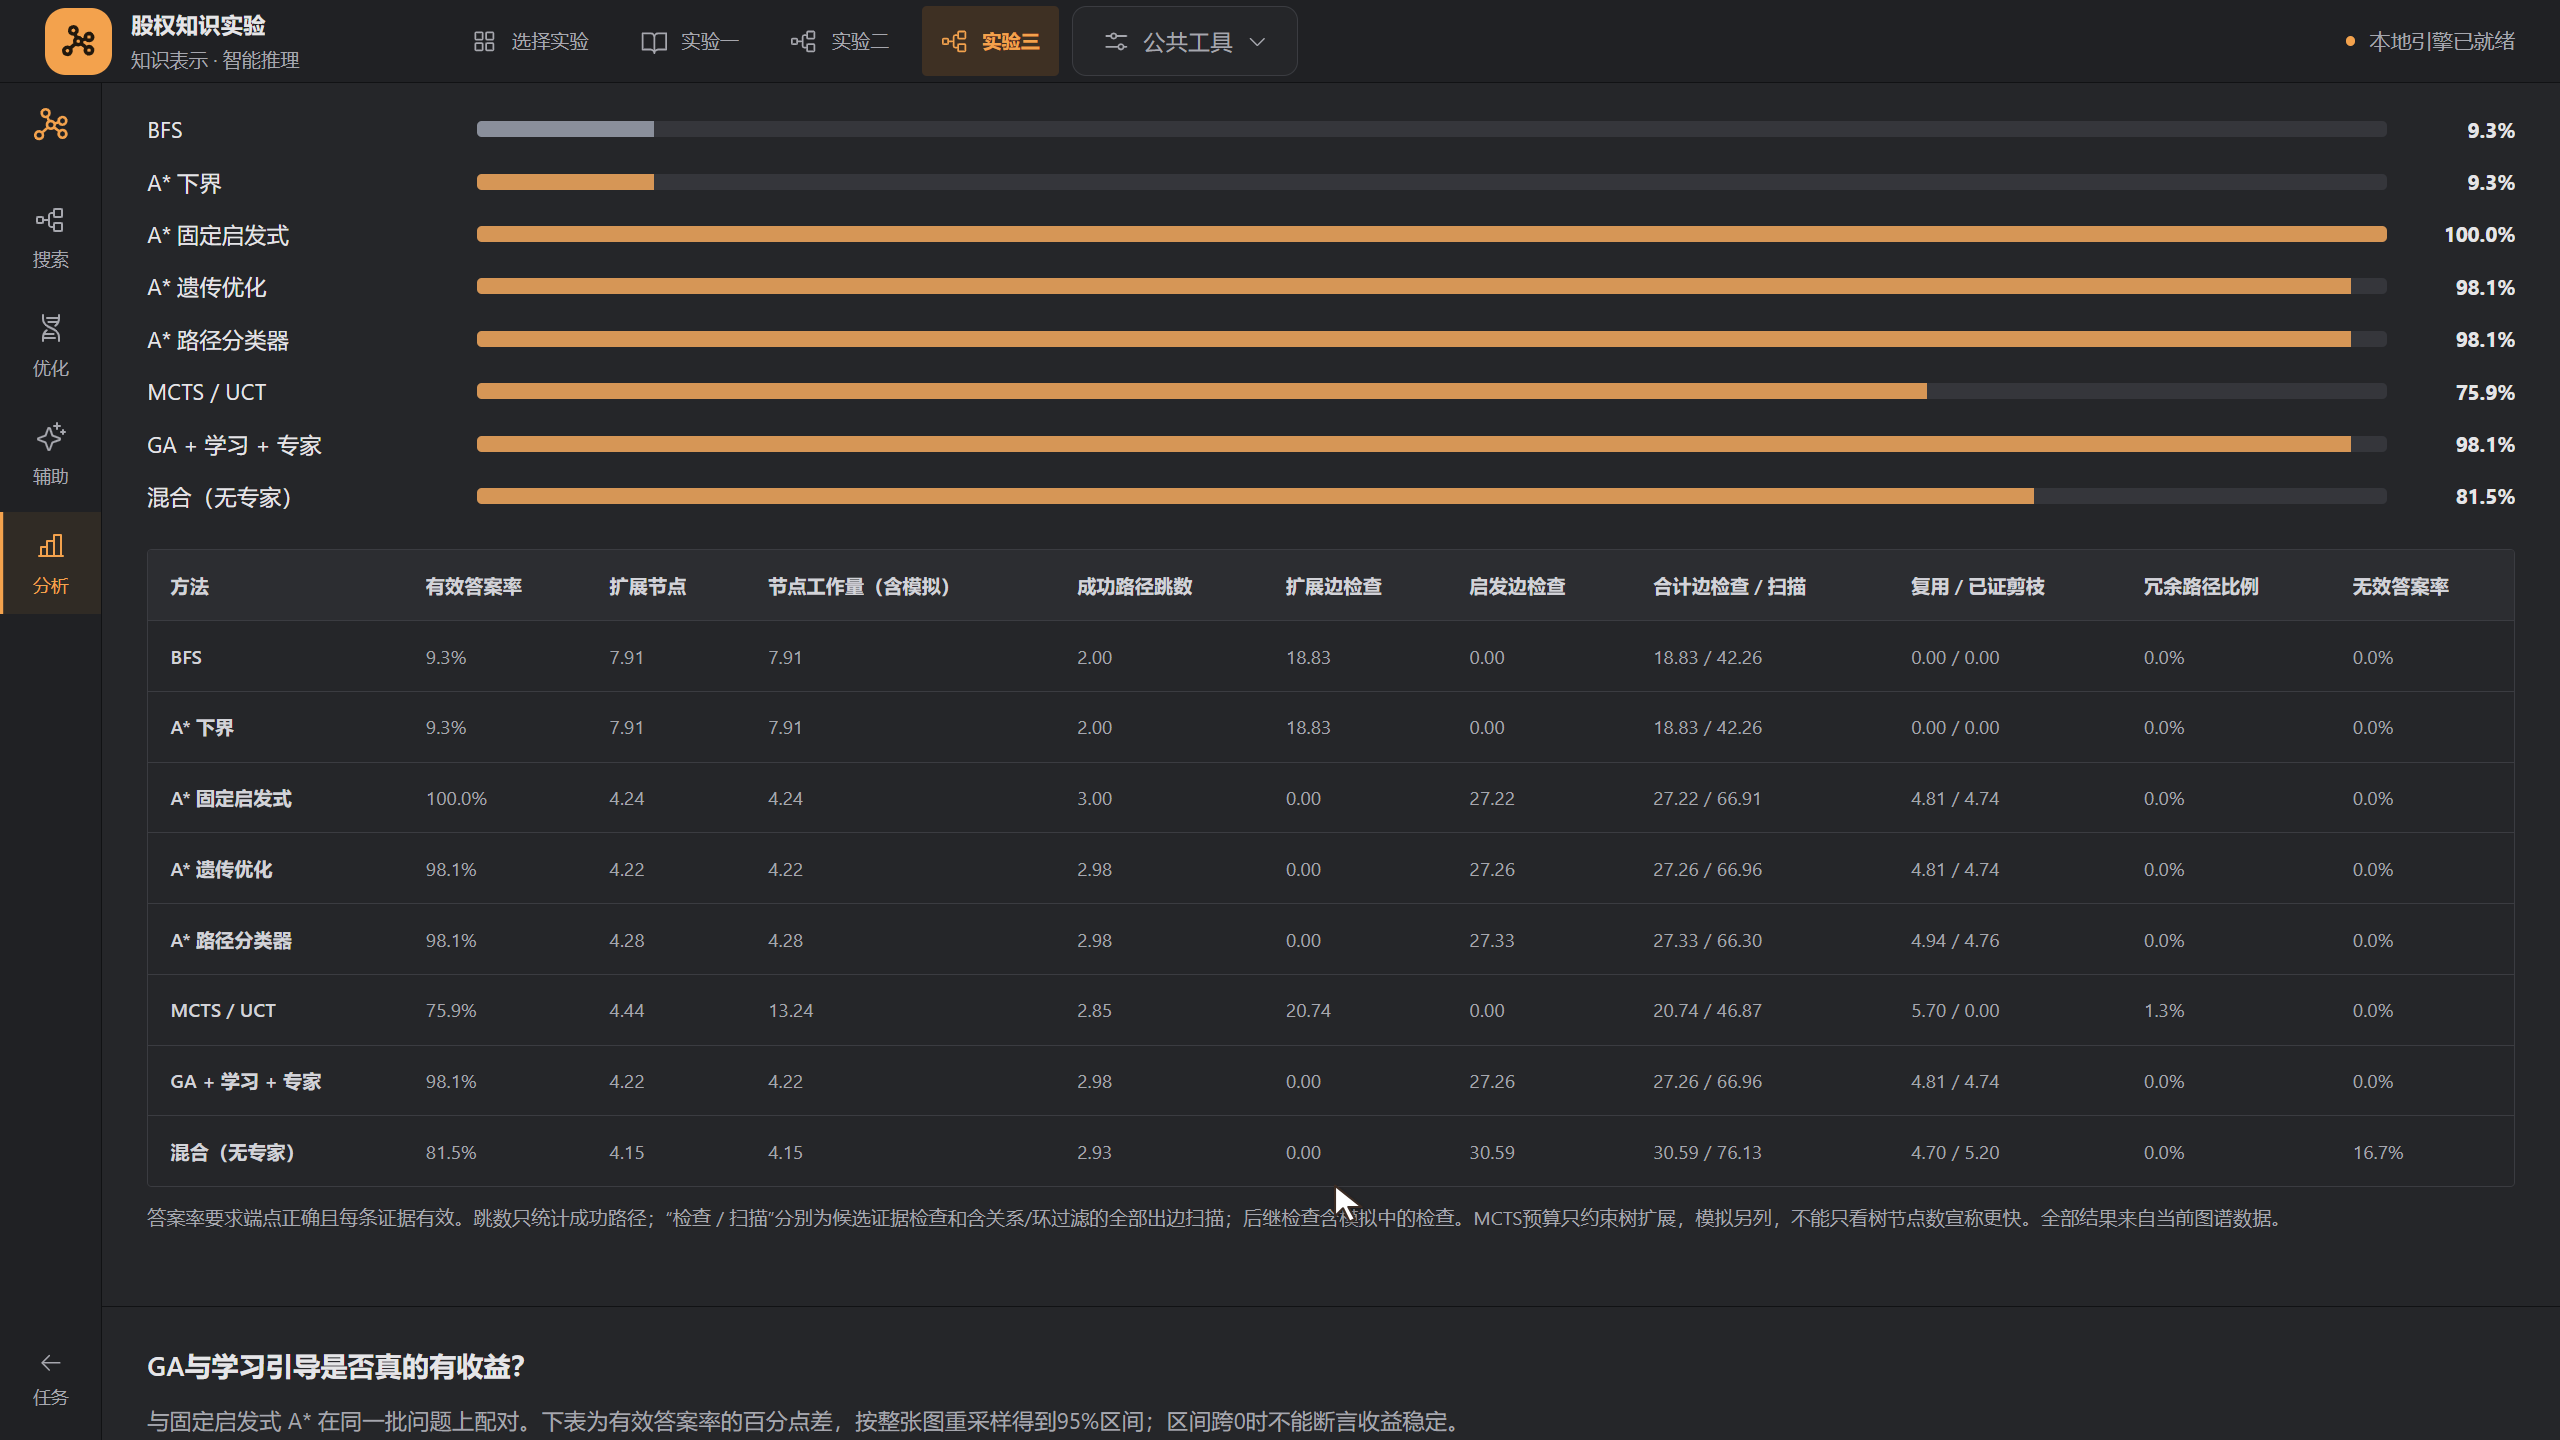 股权知识实验
知识表示 · 智能推理
选择实验
实验一
实验二
实验三
公共工具
本地引擎已就绪
搜索
优化
辅助
分析
任务
BFS 9.3%
A* 下界 9.3%
A* 固定启发式 100.0%
A* 遗传优化 98.1%
A* 路径分类器 98.1%
MCTS / UCT 75.9%
GA + 学习 + 专家 98.1%
混合（无专家） 81.5%
方法 有效答案率 扩展节点 节点工作量（含模拟） 成功路径跳数 扩展边检查 启发边检查 合计边检查 / 扫描 复用 / 已证剪枝 冗余路径比例 无效答案率
BFS 9.3% 7.91 7.91 2.00 18.83 0.00 18.83 / 42.26 0.00 / 0.00 0.0% 0.0%
A* 下界 9.3% 7.91 7.91 2.00 18.83 0.00 18.83 / 42.26 0.00 / 0.00 0.0% 0.0%
A* 固定启发式 100.0% 4.24 4.24 3.00 0.00 27.22 27.22 / 66.91 4.81 / 4.74 0.0% 0.0%
A* 遗传优化 98.1% 4.22 4.22 2.98 0.00 27.26 27.26 / 66.96 4.81 / 4.74 0.0% 0.0%
A* 路径分类器 98.1% 4.28 4.28 2.98 0.00 27.33 27.33 / 66.30 4.94 / 4.76 0.0% 0.0%
MCTS / UCT 75.9% 4.44 13.24 2.85 20.74 0.00 20.74 / 46.87 5.70 / 0.00 1.3% 0.0%
GA + 学习 + 专家 98.1% 4.22 4.22 2.98 0.00 27.26 27.26 / 66.96 4.81 / 4.74 0.0% 0.0%
混合（无专家） 81.5% 4.15 4.15 2.93 0.00 30.59 30.59 / 76.13 4.70 / 5.20 0.0% 16.7%
答案率要求端点正确且每条证据有效。跳数只统计成功路径；“检查 / 扫描”分别为候选证据检查和含关系/环过滤的全部出边扫描；后继检查含模拟中的检查。MCTS预算只约束树扩展，模拟另列，不能只看树节点数宣称更快。全部结果来自当前图谱数据。
GA与学习引导是否真的有收益？
与固定启发式 A* 在同一批问题上配对。下表为有效答案率的百分点差，按整张图重采样得到95%区间；区间跨0时不能断言收益稳定。